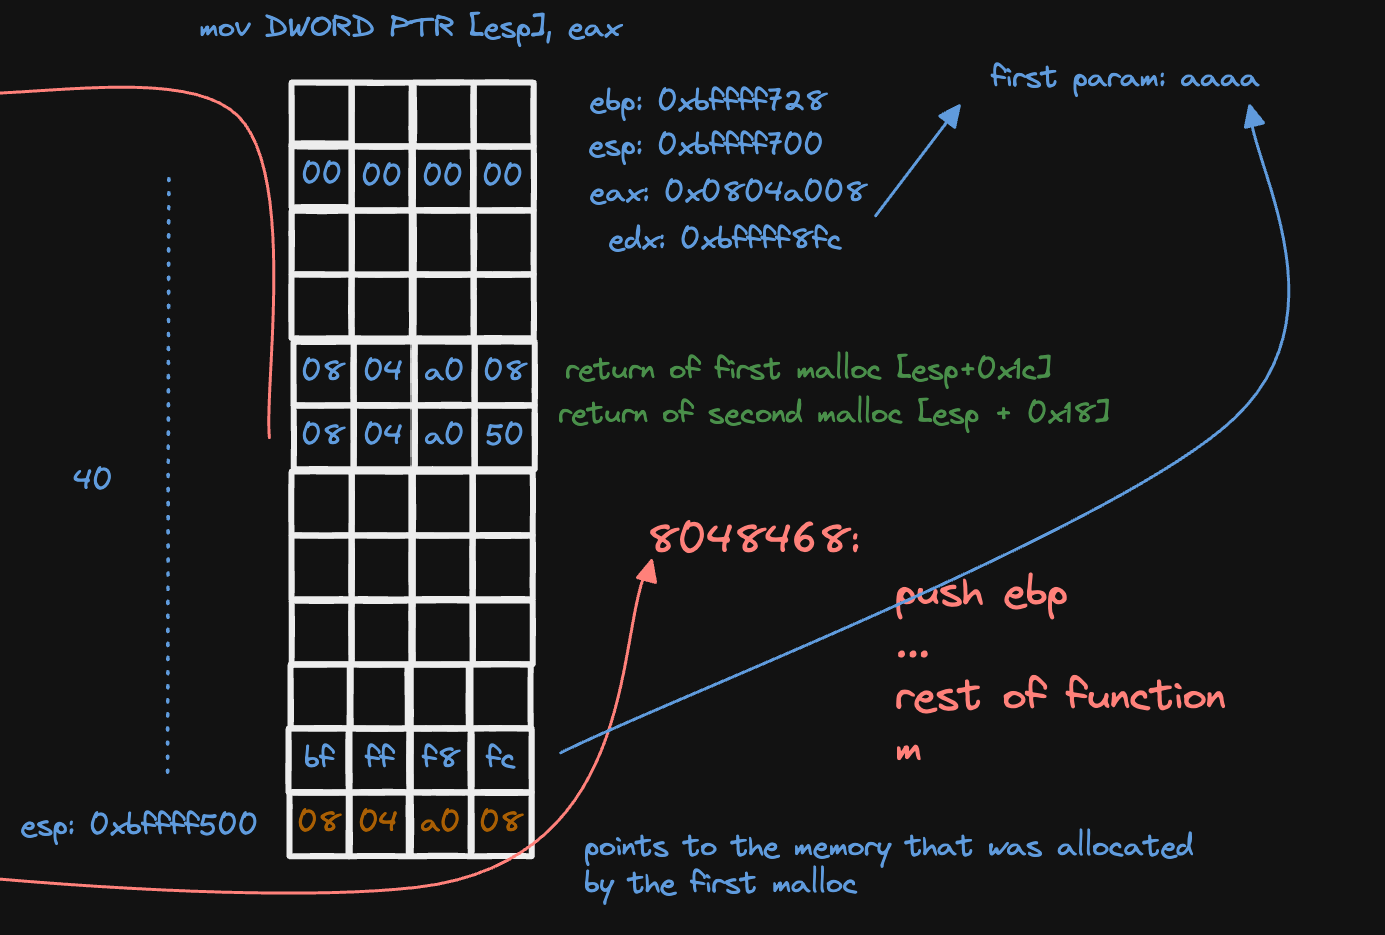 mov DWORD PTR [esp], eax
first param: aaaa
ebp: 0xbffff728
esp: 0xbffff700
eax: 0x0804a008
edx: 0xbffff8fc
00 00 00 00
08 04 a0 08
return of first malloc [esp+0x1c]
08 04 a0 50
return of second malloc [esp + 0x18]
40
8048468:
push ebp
...
rest of function
m
bf ff f8 fc
esp: 0xbffff500
08 04 a0 08
points to the memory that was allocated
by the first malloc